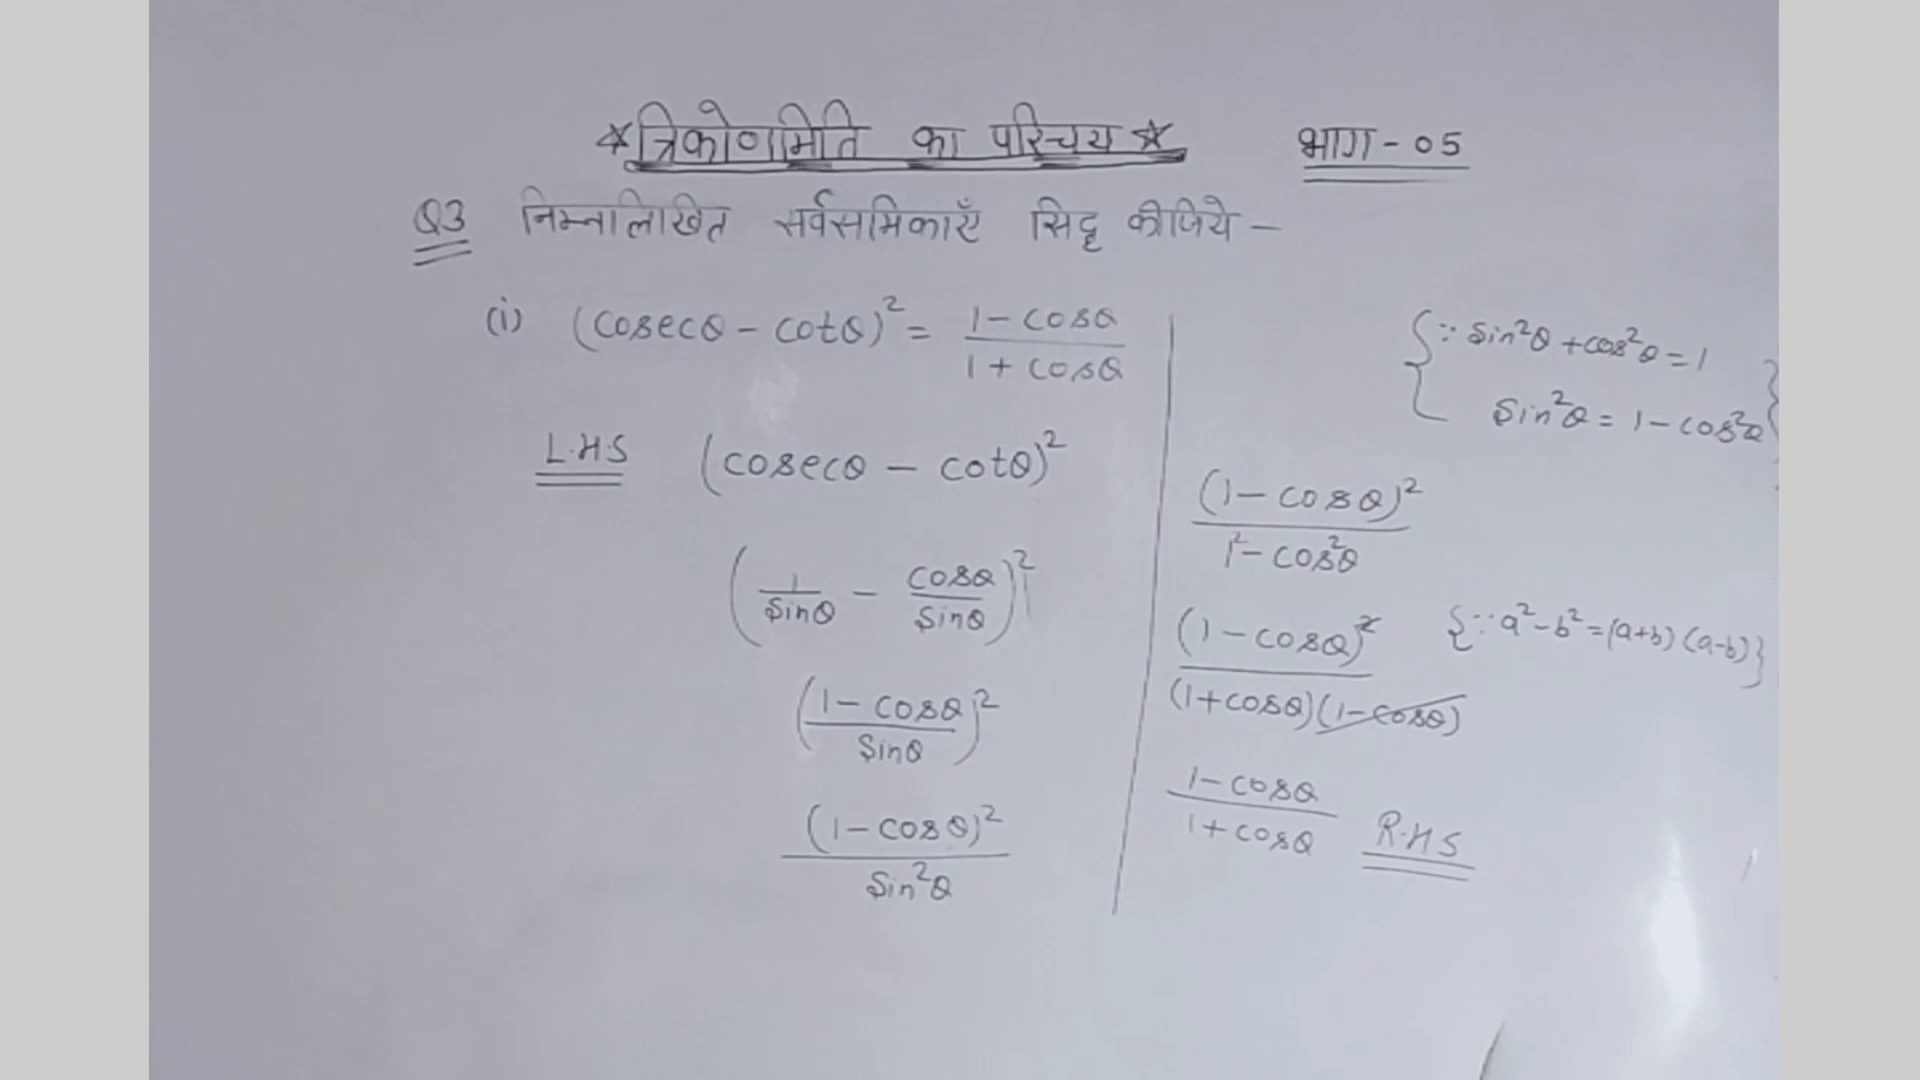 ☆त्रिकोणमिति का परिचय☆ भाग-05
Q3 निम्नलिखित सर्वसमिकाएँ सिद्ध कीजिये -
(i) (cosecθ - cotθ)² = (1 - cosθ)/(1 + cosθ)
L.H.S (cosecθ - cotθ)²
(1/sinθ - cosθ/sinθ)²
((1 - cosθ)/sinθ)²
(1 - cosθ)²/sin²θ
{∵ sin²θ + cos²θ = 1
sin²θ = 1 - cos²θ}
(1 - cosθ)²/1² - cos²θ
(1 - cosθ)²/(1+cosθ)(1-cosθ) {∵ a² - b² = (a+b)(a-b)}
1 - cosθ/1 + cosθ R.H.S